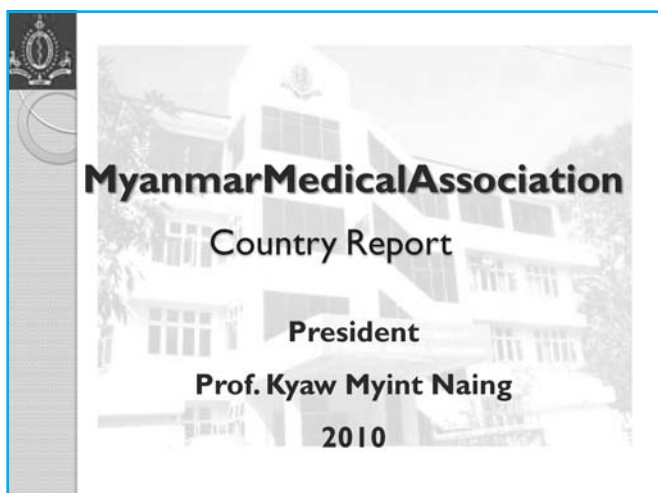 MyanmarMedicalAssociation
Country Report
President
Prof. Kyaw Myint Naing
2010